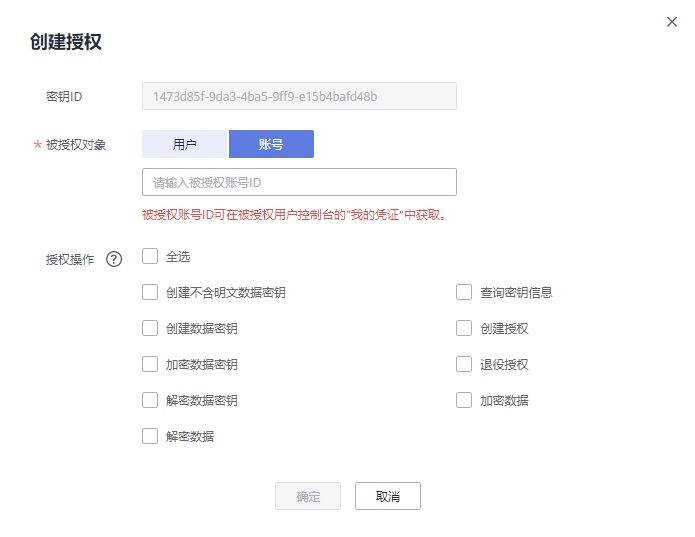 创建授权
密钥ID
1473d85f-9da3-4ba5-9ff9-e15b4bafd48b
* 被授权对象
用户 账号
请输入被授权账号ID
被授权账号ID可在被授权用户控制台的"我的凭证"中获取。
授权操作 ?
全选
创建不含明文数据密钥 查询密钥信息
创建数据密钥 创建授权
加密数据密钥 退役授权
解密数据密钥 加密数据
解密数据
确定 取消